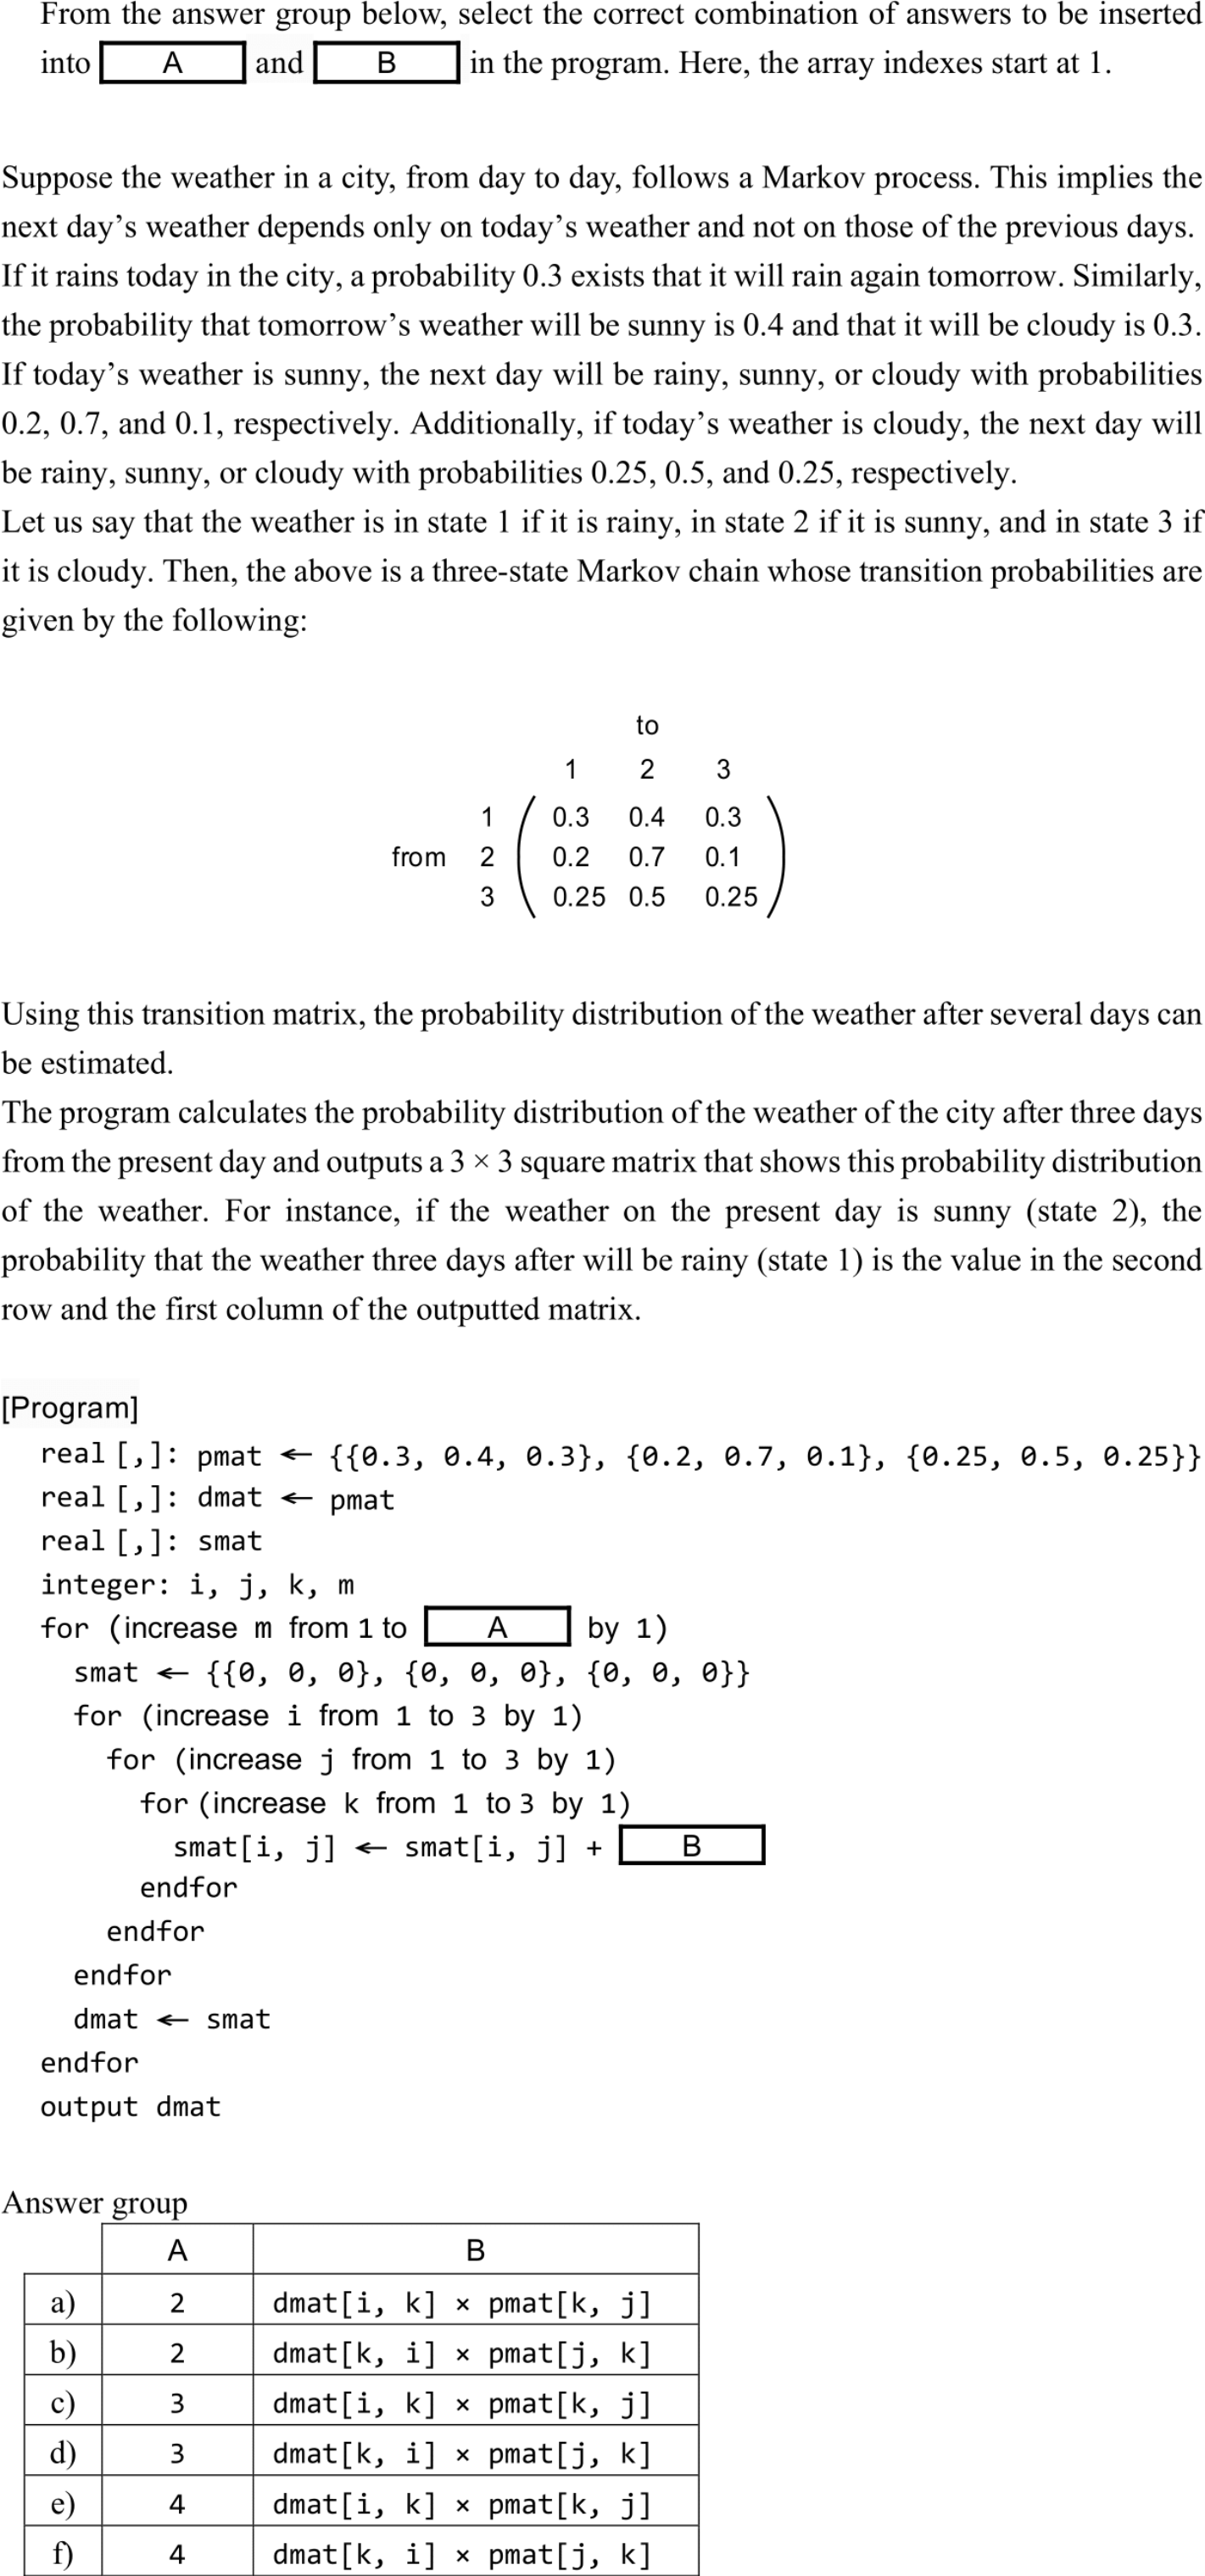 From the answer group below, select the correct combination of answers to be inserted
into A and B in the program. Here, the array indexes start at 1.
Suppose the weather in a city, from day to day, follows a Markov process. This implies the
next day’s weather depends only on today’s weather and not on those of the previous days.
If it rains today in the city, a probability 0.3 exists that it will rain again tomorrow. Similarly,
the probability that tomorrow’s weather will be sunny is 0.4 and that it will be cloudy is 0.3.
If today’s weather is sunny, the next day will be rainy, sunny, or cloudy with probabilities
0.2, 0.7, and 0.1, respectively. Additionally, if today’s weather is cloudy, the next day will
be rainy, sunny, or cloudy with probabilities 0.25, 0.5, and 0.25, respectively.
Let us say that the weather is in state 1 if it is rainy, in state 2 if it is sunny, and in state 3 if
it is cloudy. Then, the above is a three-state Markov chain whose transition probabilities are
given by the following:
to
1 2 3
1 0.3 0.4 0.3
from 2 0.2 0.7 0.1
3 0.25 0.5 0.25
Using this transition matrix, the probability distribution of the weather after several days can
be estimated.
The program calculates the probability distribution of the weather of the city after three days
from the present day and outputs a 3 × 3 square matrix that shows this probability distribution
of the weather. For instance, if the weather on the present day is sunny (state 2), the
probability that the weather three days after will be rainy (state 1) is the value in the second
row and the first column of the outputted matrix.
[Program]
real [,]: pmat ← {{0.3, 0.4, 0.3}, {0.2, 0.7, 0.1}, {0.25, 0.5, 0.25}}
real [,]: dmat ← pmat
real [,]: smat
integer: i, j, k, m
for (increase m from 1 to A by 1)
smat ← {{0, 0, 0}, {0, 0, 0}, {0, 0, 0}}
for (increase i from 1 to 3 by 1)
for (increase j from 1 to 3 by 1)
for (increase k from 1 to 3 by 1)
smat[i, j] ← smat[i, j] + B
endfor
endfor
endfor
dmat ← smat
endfor
output dmat
Answer group
A B
a) 2 dmat[i, k] × pmat[k, j]
b) 2 dmat[k, i] × pmat[j, k]
c) 3 dmat[i, k] × pmat[k, j]
d) 3 dmat[k, i] × pmat[j, k]
e) 4 dmat[i, k] × pmat[k, j]
f) 4 dmat[k, i] × pmat[j, k]